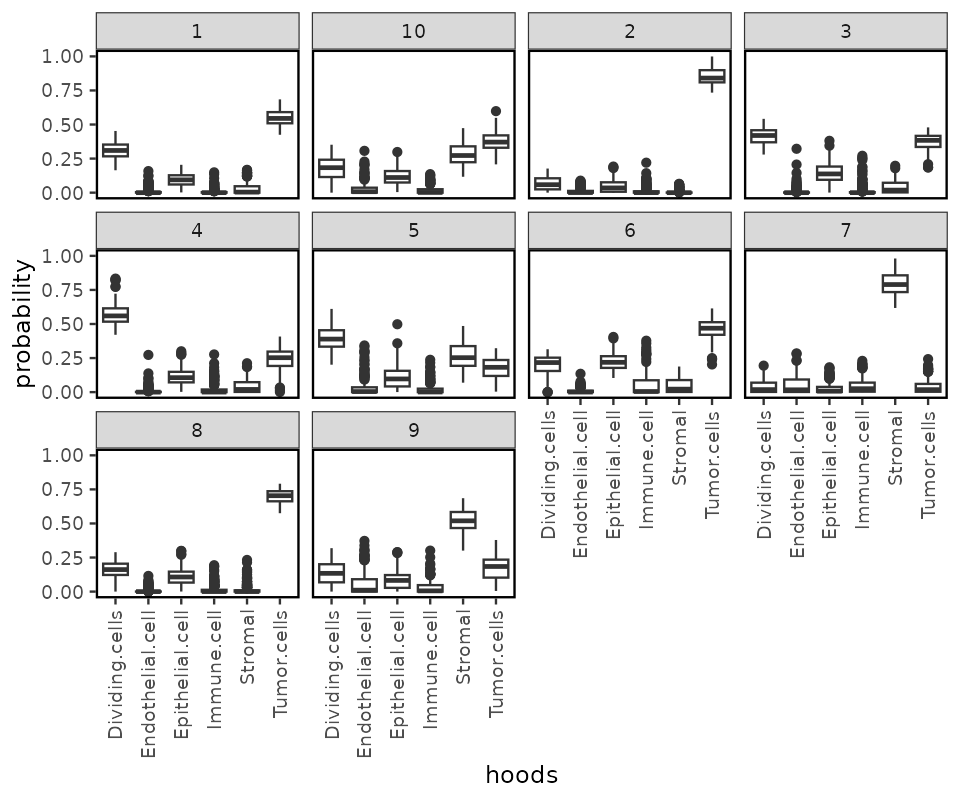 1 10 2 3
1.00
0.75
0.50
0.25
0.00
4 5 6 7
1.00
0.75
0.50
0.25
0.00
probability
8 9
1.00
0.75
0.50
0.25
0.00
Dividing.cells
Endothelial.cell
Epithelial.cell
Immune.cell
Stromal
Tumor.cells
Dividing.cells
Endothelial.cell
Epithelial.cell
Immune.cell
Stromal
Tumor.cells
Dividing.cells
Endothelial.cell
Epithelial.cell
Immune.cell
Stromal
Tumor.cells
Dividing.cells
Endothelial.cell
Epithelial.cell
Immune.cell
Stromal
Tumor.cells
hoods